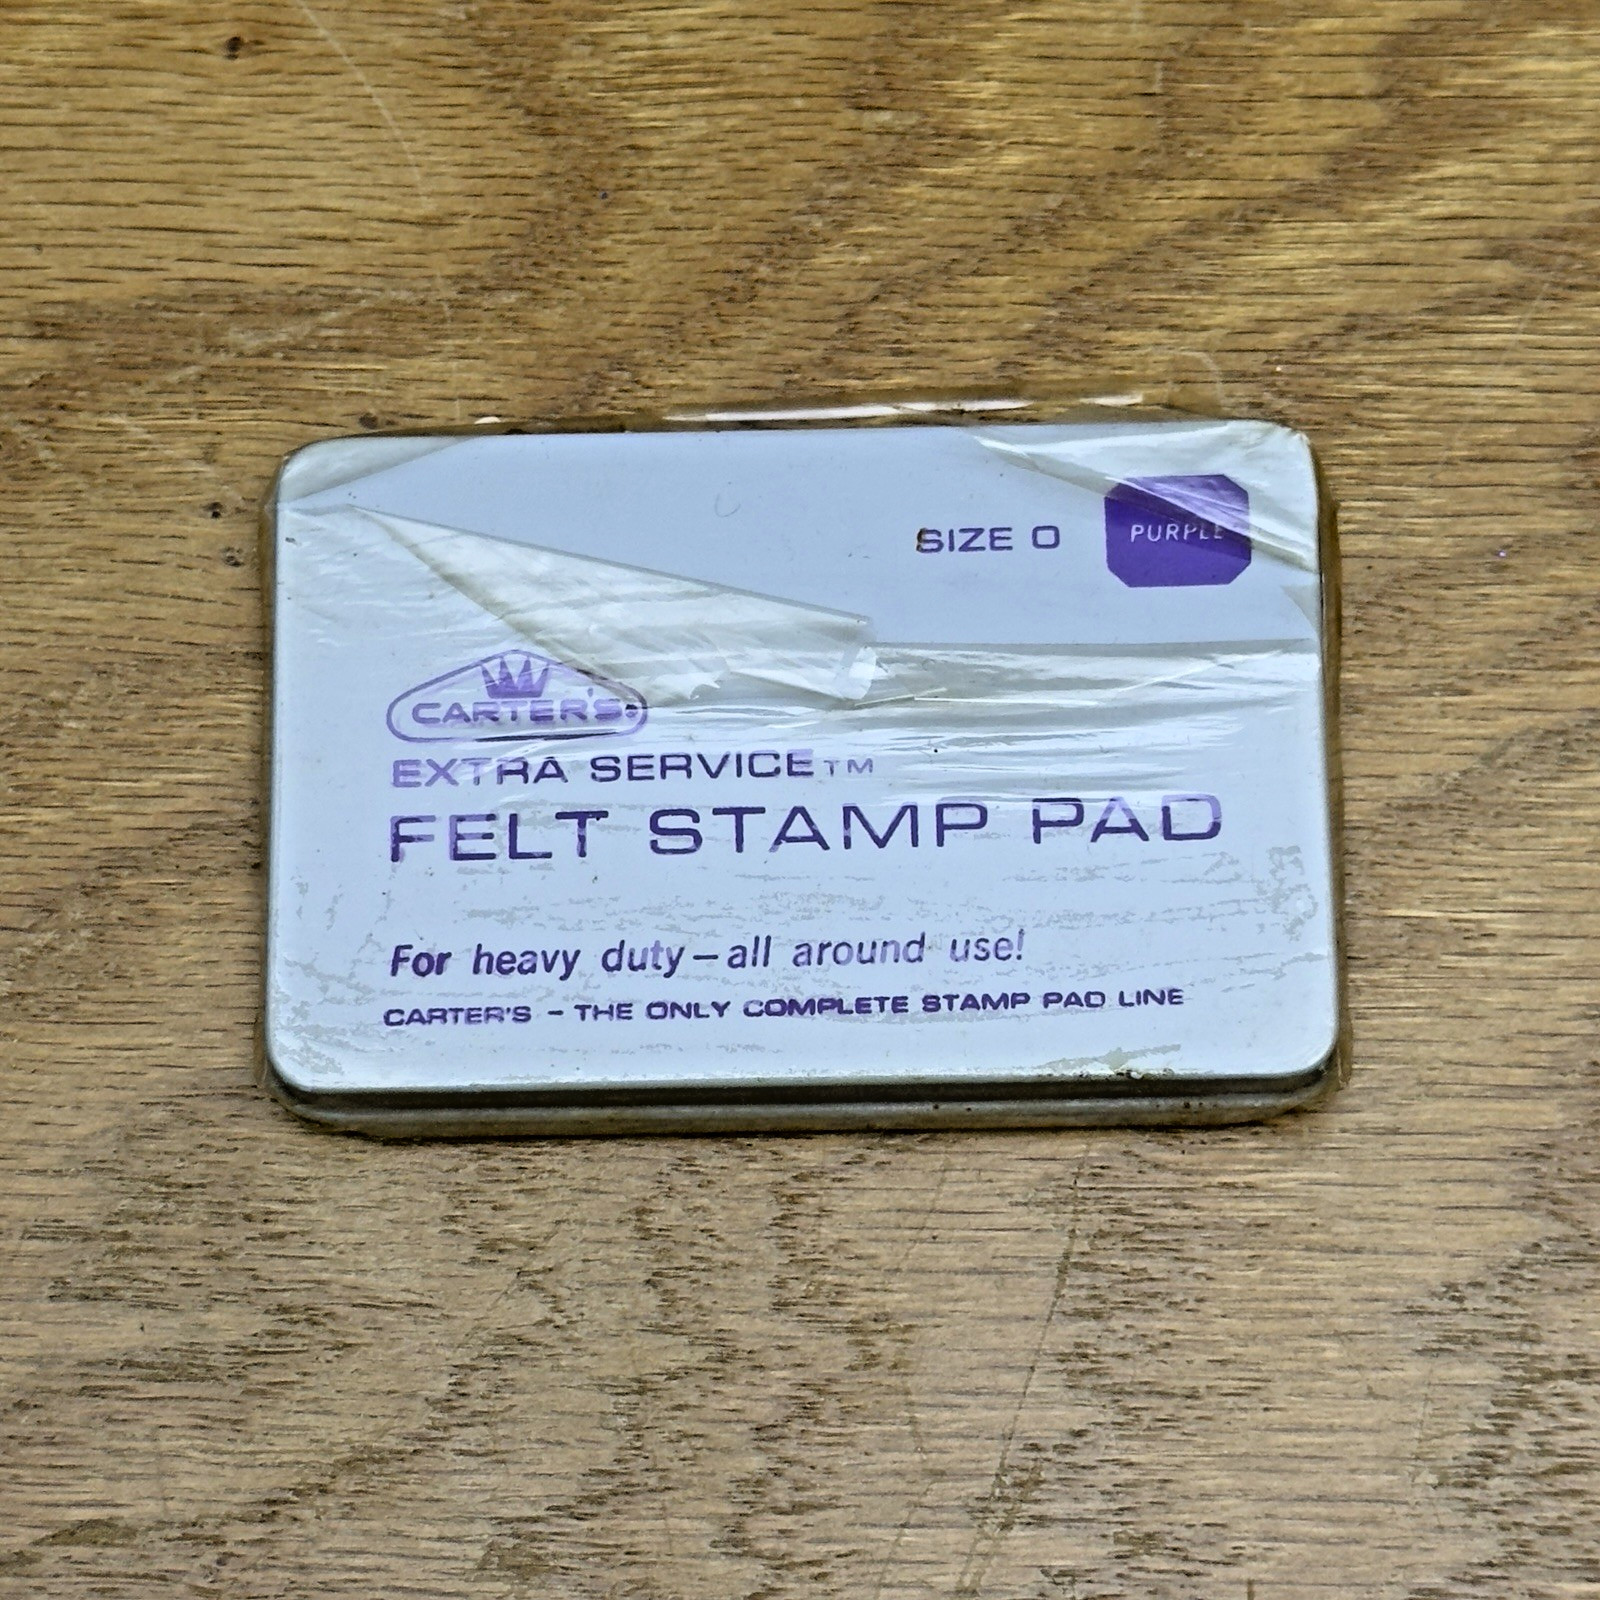 SIZE 0
PURPLE
CARTER'S
EXTRA SERVICE™
FELT STAMP PAD
For heavy duty – all around use!
CARTER'S – THE ONLY COMPLETE STAMP PAD LINE